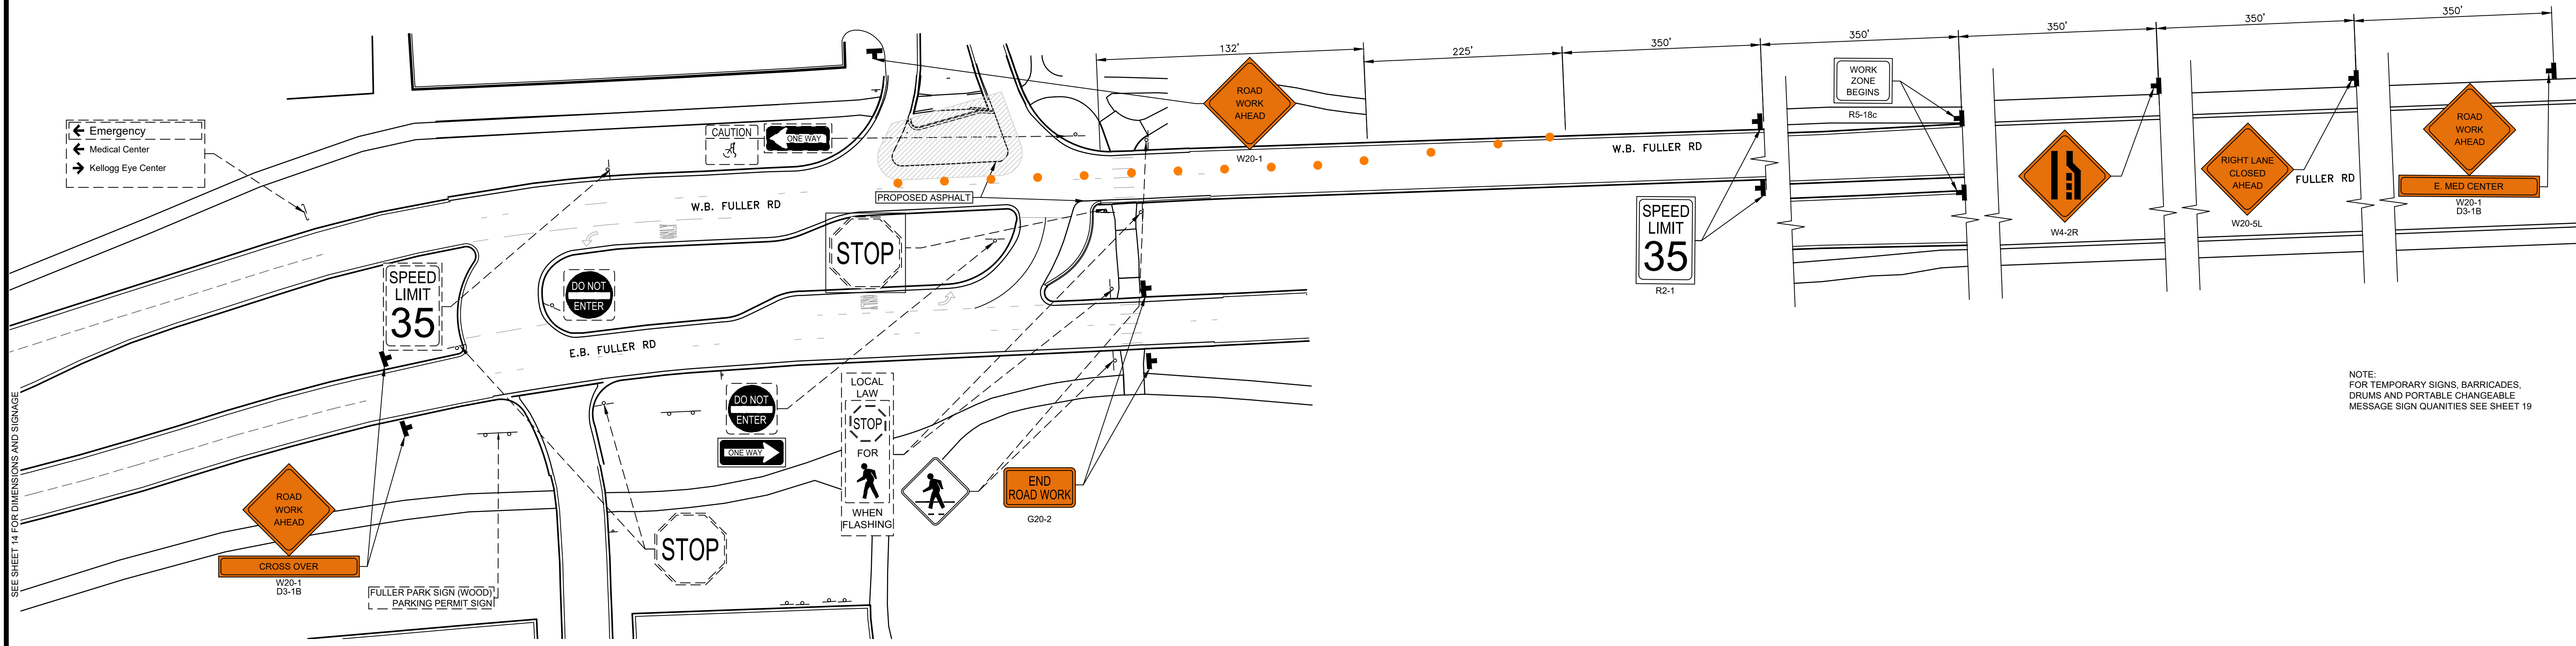 132'
225'
350'
350'
350'
350'
350'
Emergency
Medical Center
Kellogg Eye Center
CAUTION
ONE WAY
ROAD
WORK
AHEAD
W20-1
WORK
ZONE
BEGINS
R5-18c
W.B. FULLER RD
W.B. FULLER RD
PROPOSED ASPHALT
STOP
SPEED
LIMIT
35
R2-1
W4-2R
RIGHT LANE
CLOSED
AHEAD
W20-5L
FULLER RD
ROAD
WORK
AHEAD
E. MED CENTER
W20-1
D3-1B
SPEED
LIMIT
35
DO NOT
ENTER
E.B. FULLER RD
DO NOT
ENTER
ONE WAY
LOCAL
LAW
STOP
FOR
WHEN
FLASHING
END
ROAD WORK
G20-2
STOP
ROAD
WORK
AHEAD
CROSS OVER
W20-1
D3-1B
FULLER PARK SIGN (WOOD)
PARKING PERMIT SIGN
SEE SHEET 14 FOR DIMENSIONS AND SIGNAGE
NOTE:
FOR TEMPORARY SIGNS, BARRICADES,
DRUMS AND PORTABLE CHANGEABLE
MESSAGE SIGN QUANITIES SEE SHEET 19